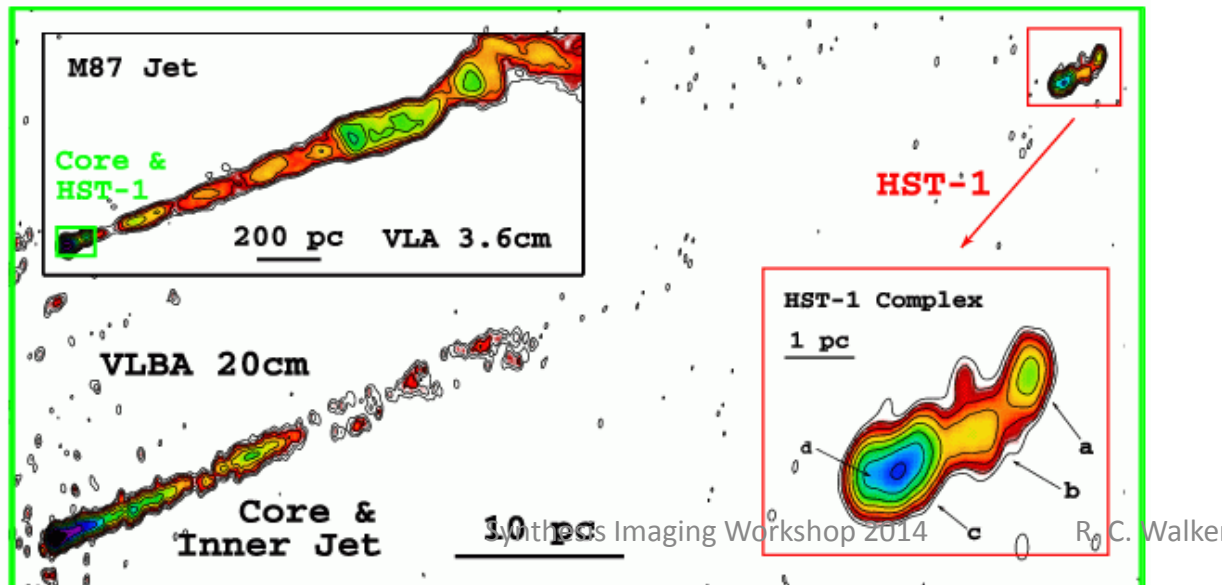 M87 Jet
Core &
HST-1
200 pc VLA 3.6cm
HST-1
VLBA 20cm
HST-1 Complex
1 pc
a
d
b
c
Core &
Inner Jet
10 pc
Synthesis Imaging Workshop 2014
R. C. Walker